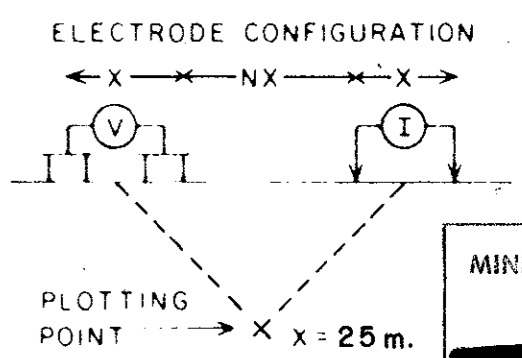 ELECTRODE CONFIGURATION
X NX X
V I
MIN
PLOTTING
POINT X X = 25 m.